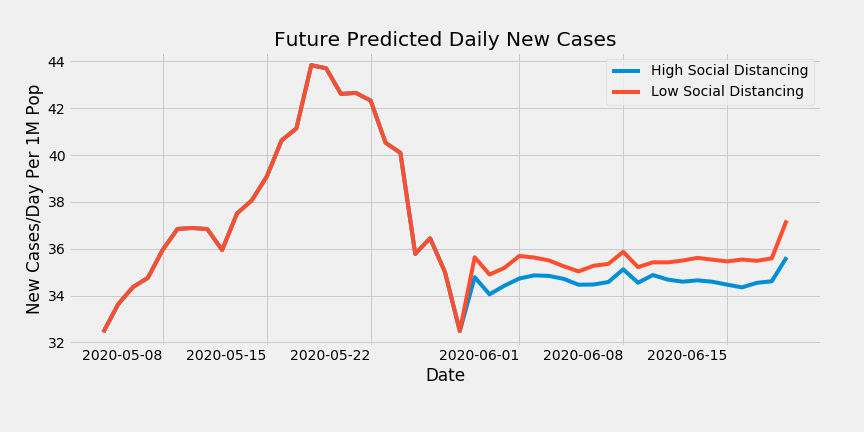 Future Predicted Daily New Cases
High Social Distancing
Low Social Distancing
New Cases/Day Per 1M Pop
44
42
40
38
36
34
32
2020-05-08 2020-05-15 2020-05-22 2020-06-01 2020-06-08 2020-06-15
Date